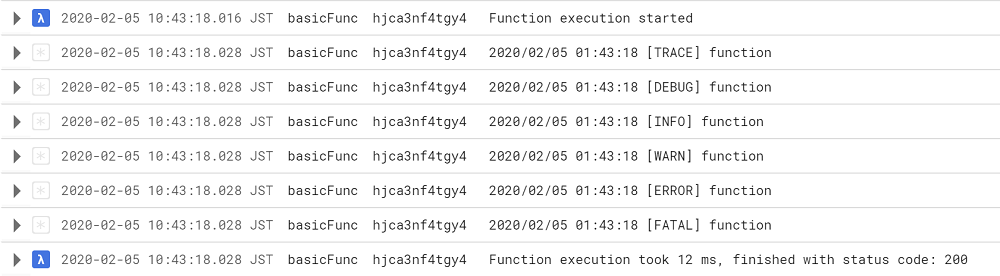 λ 2020-02-05 10:43:18.016 JST basicFunc hjca3nf4tgy4 Function execution started
* 2020-02-05 10:43:18.028 JST basicFunc hjca3nf4tgy4 2020/02/05 01:43:18 [TRACE] function
* 2020-02-05 10:43:18.028 JST basicFunc hjca3nf4tgy4 2020/02/05 01:43:18 [DEBUG] function
* 2020-02-05 10:43:18.028 JST basicFunc hjca3nf4tgy4 2020/02/05 01:43:18 [INFO] function
* 2020-02-05 10:43:18.028 JST basicFunc hjca3nf4tgy4 2020/02/05 01:43:18 [WARN] function
* 2020-02-05 10:43:18.028 JST basicFunc hjca3nf4tgy4 2020/02/05 01:43:18 [ERROR] function
* 2020-02-05 10:43:18.028 JST basicFunc hjca3nf4tgy4 2020/02/05 01:43:18 [FATAL] function
λ 2020-02-05 10:43:18.028 JST basicFunc hjca3nf4tgy4 Function execution took 12 ms, finished with status code: 200